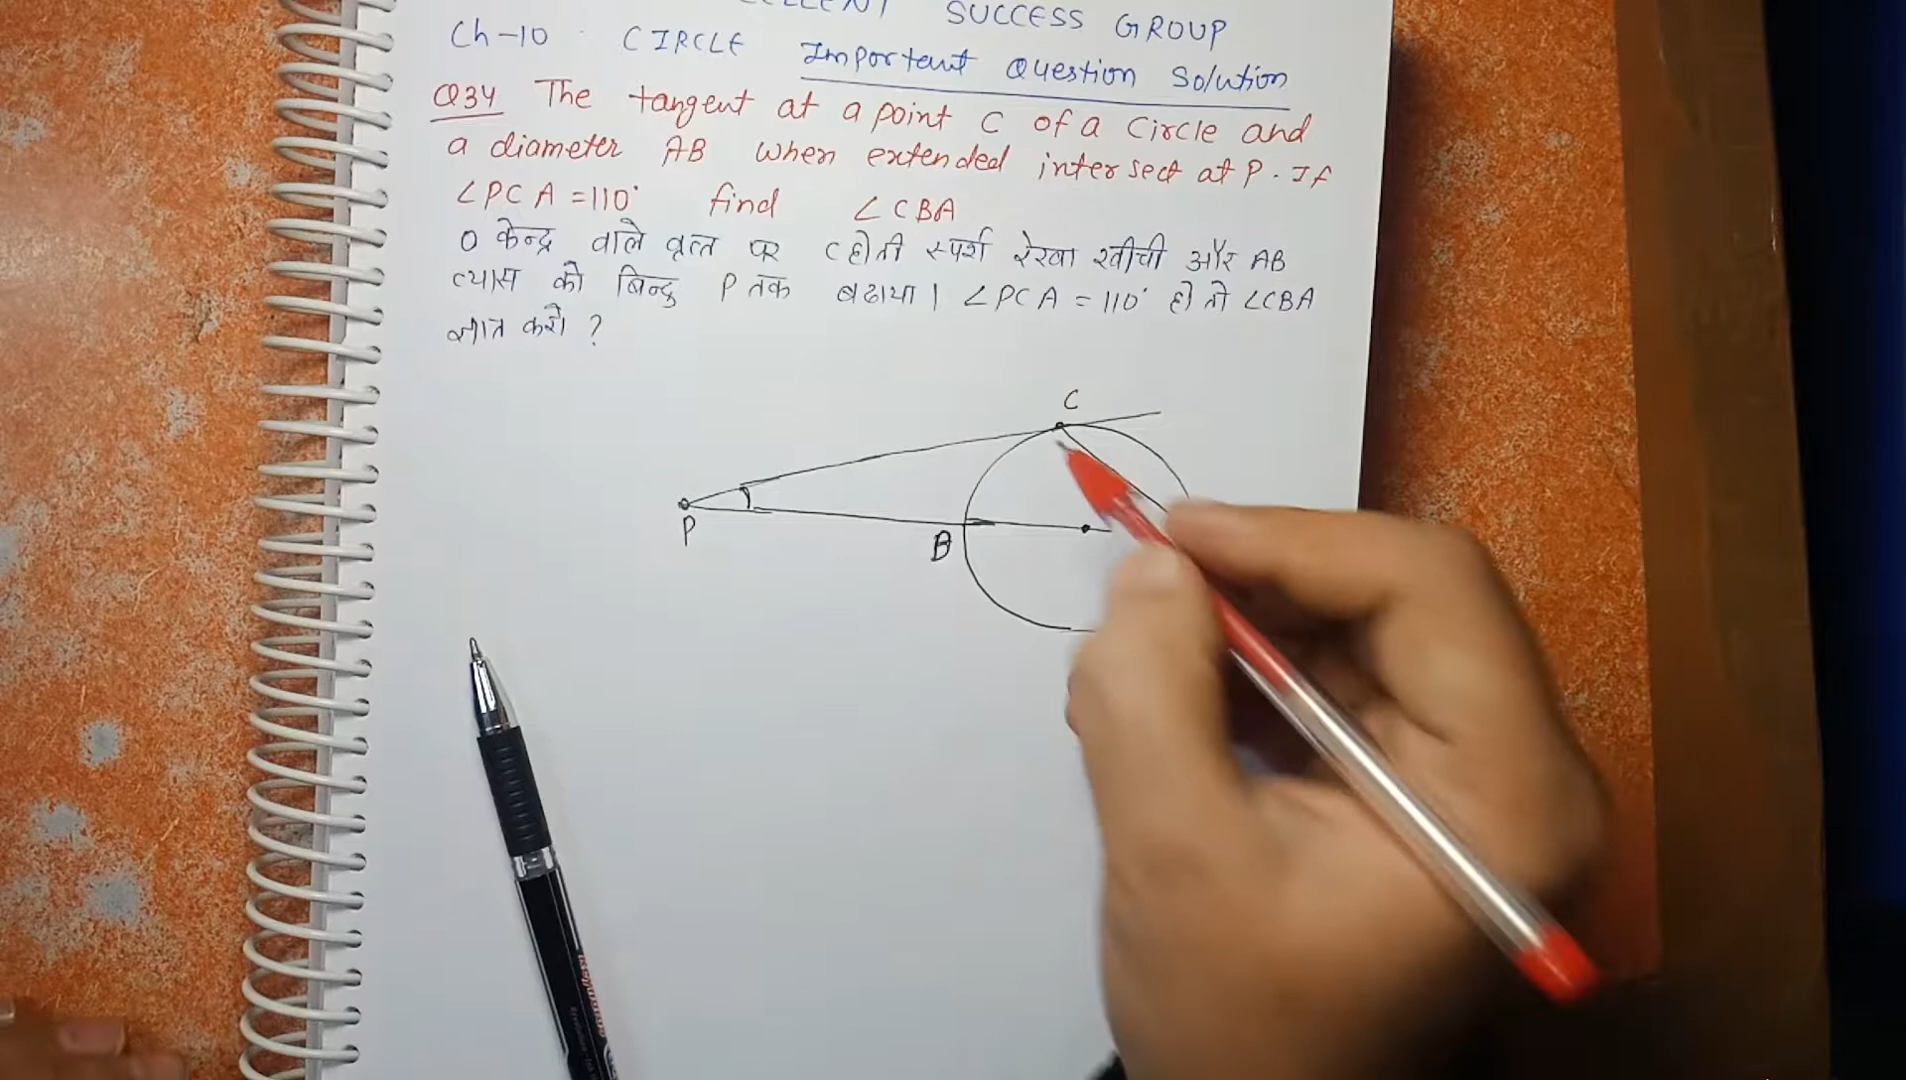 SUCCESS GROUP
Ch-10 . CIRCLE Important Question Solution
Q34 The tangent at a point C of a Circle and
a diameter AB when extended intersect at P. If
∠PCA = 110° find ∠CBA
O केन्द्र वाले वृत्त पर C होती स्पर्श रेखा खीची और AB
व्यास को बिन्दु P तक बढाया। ∠PCA = 110° हो तो ∠CBA
ज्ञात करो ?
C
P
B